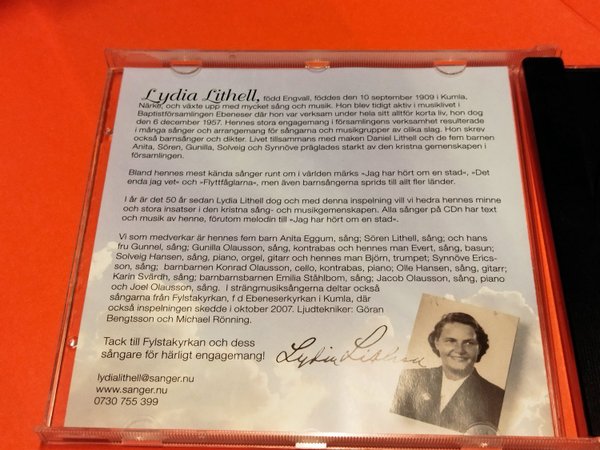 Lydia Lithell, född Engvall, föddes den 10 september 1909 i Kumla,
Närke, och växte upp med mycket sång och musik. Hon blev tidigt aktiv i musiklivet i
Baptistförsamlingen Ebeneser där hon var verksam under hela sitt alltför korta liv, hon dog
den 6 december 1957. Hennes stora engagemang i församlingens verksamhet resulterade
i många sånger och arrangemang för sångarna och musikgrupper av olika slag. Hon skrev
också barnsånger och dikter. Livet tillsammans med maken Daniel Lithell och de fem barnen
Anita, Sören, Gunilla, Solveig och Synnöve präglades starkt av den kristna gemenskapen i
församlingen.
Bland hennes mest kända sånger runt om i världen märks »Jag har hört om en stad», »Det
enda jag vet» och »Flyttfåglarna», men även barnsångerna sprids till allt fler länder.
I år är det 50 år sedan Lydia Lithell dog och med denna inspelning vill vi hedra hennes minne
och stora insatser i den kristna sång- och musikgemenskapen. Alla sånger på CDn har text
och musik av henne, förutom melodin till »Jag har hört om en stad».
Vi som medverkar är hennes fem barn Anita Eggum, sång; Sören Lithell, sång; och hans
fru Gunnel, sång; Gunilla Olausson, sång, kontrabas och hennes man Evert, sång, basun;
Solveig Hansen, sång, piano, orgel, gitarr och hennes man Björn, trumpet; Synnöve Erics-
son, sång; barnbarnen Konrad Olausson, cello, kontrabas, piano; Olle Hansen, sång, gitarr;
Karin Svärdh, sång; barnbarnsbarnen Emilia Ståhlborn, sång; Jacob Olausson, sång, piano
och Joel Olausson, sång. I strängmusiksångerna deltar också
sångarna från Fylstakyrkan, f d Ebeneserkyrkan i Kumla, där
också inspelningen skedde i oktober 2007. Ljudtekniker: Göran
Bengtsson och Michael Rönning.
Tack till Fylstakyrkan och dess
sångare för härligt engagemang!
Lydia Lithell
lydialithell@sanger.nu
www.sanger.nu
0730 755 399